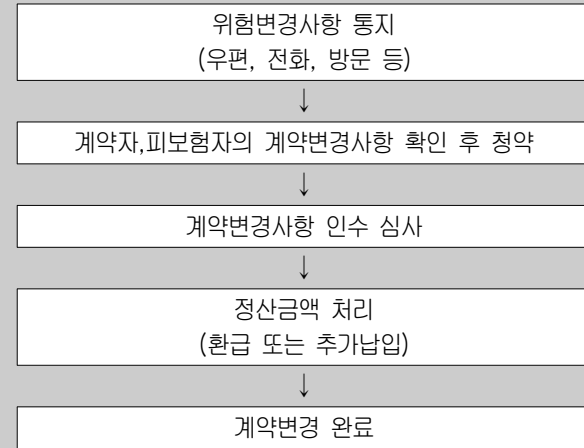 위험변경사항 통지
(우편, 전화, 방문 등)
↓
계약자,피보험자의 계약변경사항 확인 후 청약
↓
계약변경사항 인수 심사
↓
정산금액 처리
(환급 또는 추가납입)
↓
계약변경 완료